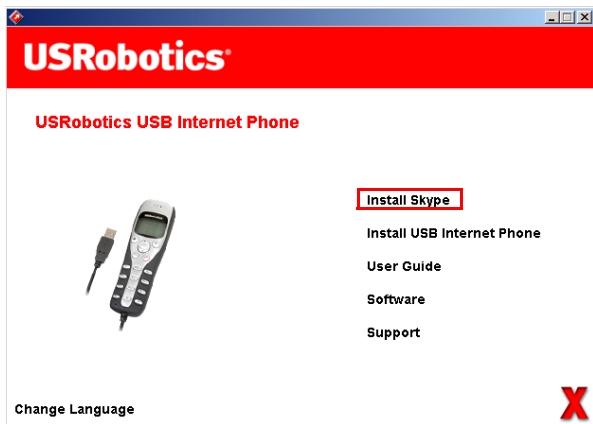 USRobotics®
USRobotics USB Internet Phone
Install Skype
Install USB Internet Phone
User Guide
Software
Support
Change Language
X